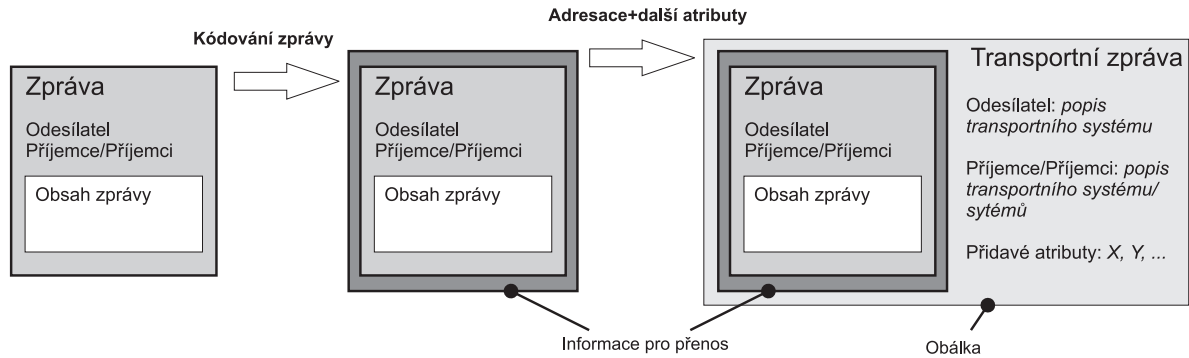 Kódování zprávy
Adresace+další atributy
Zpráva
Odesílatel
Příjemce/Příjemci
Obsah zprávy
Zpráva
Odesílatel
Příjemce/Příjemci
Obsah zprávy
Zpráva
Odesílatel
Příjemce/Příjemci
Obsah zprávy
Transportní zpráva
Odesílatel: popis
transportního systému
Příjemce/Příjemci: popis
transportního systému/
sytémů
Přidavé atributy: X, Y, ...
Informace pro přenos
Obálka